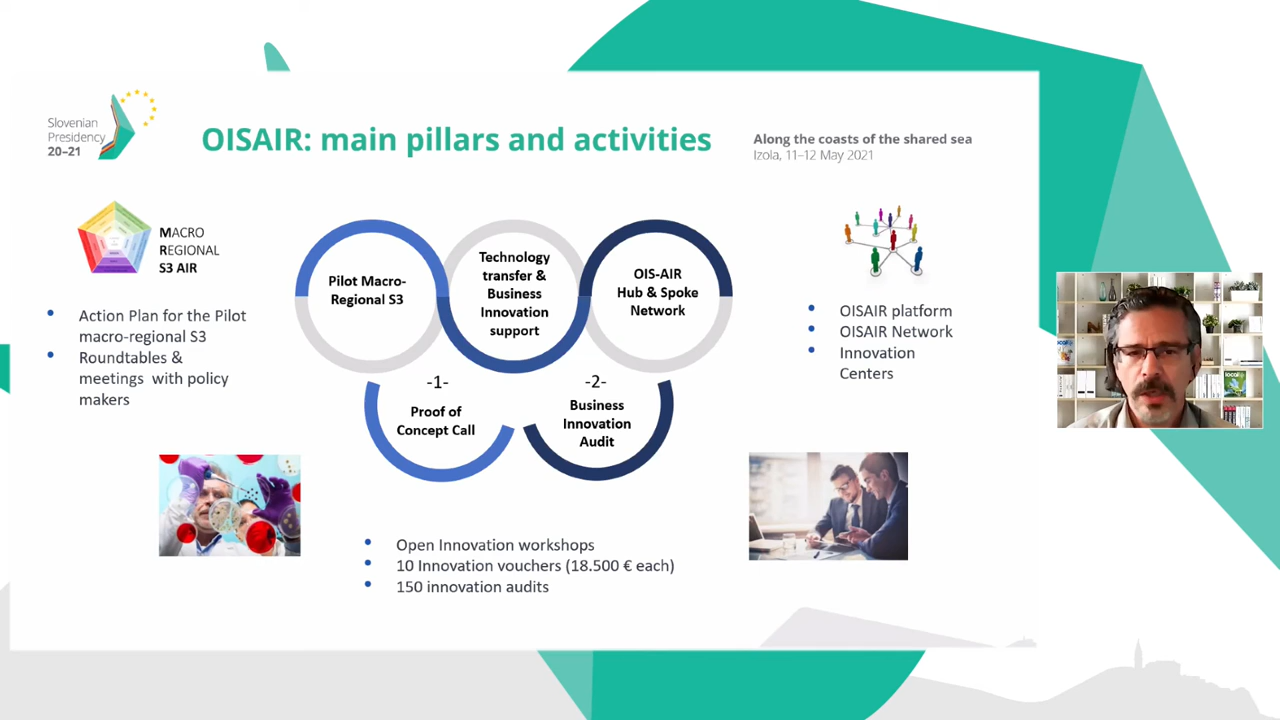 Slovenian
Presidency
20–21
OISAIR: main pillars and activities
Along the coasts of the shared sea
Izola, 11–12 May 2021
MACRO
REGIONAL
S3 AIR
• Action Plan for the Pilot
macro-regional S3
• Roundtables &
meetings with policy
makers
Pilot Macro-
Regional S3
Technology
transfer &
Business
Innovation
support
OIS-AIR
Hub & Spoke
Network
-1-
Proof of
Concept Call
-2-
Business
Innovation
Audit
• OISAIR platform
• OISAIR Network
• Innovation
Centers
• Open Innovation workshops
• 10 Innovation vouchers (18.500 € each)
• 150 innovation audits
local